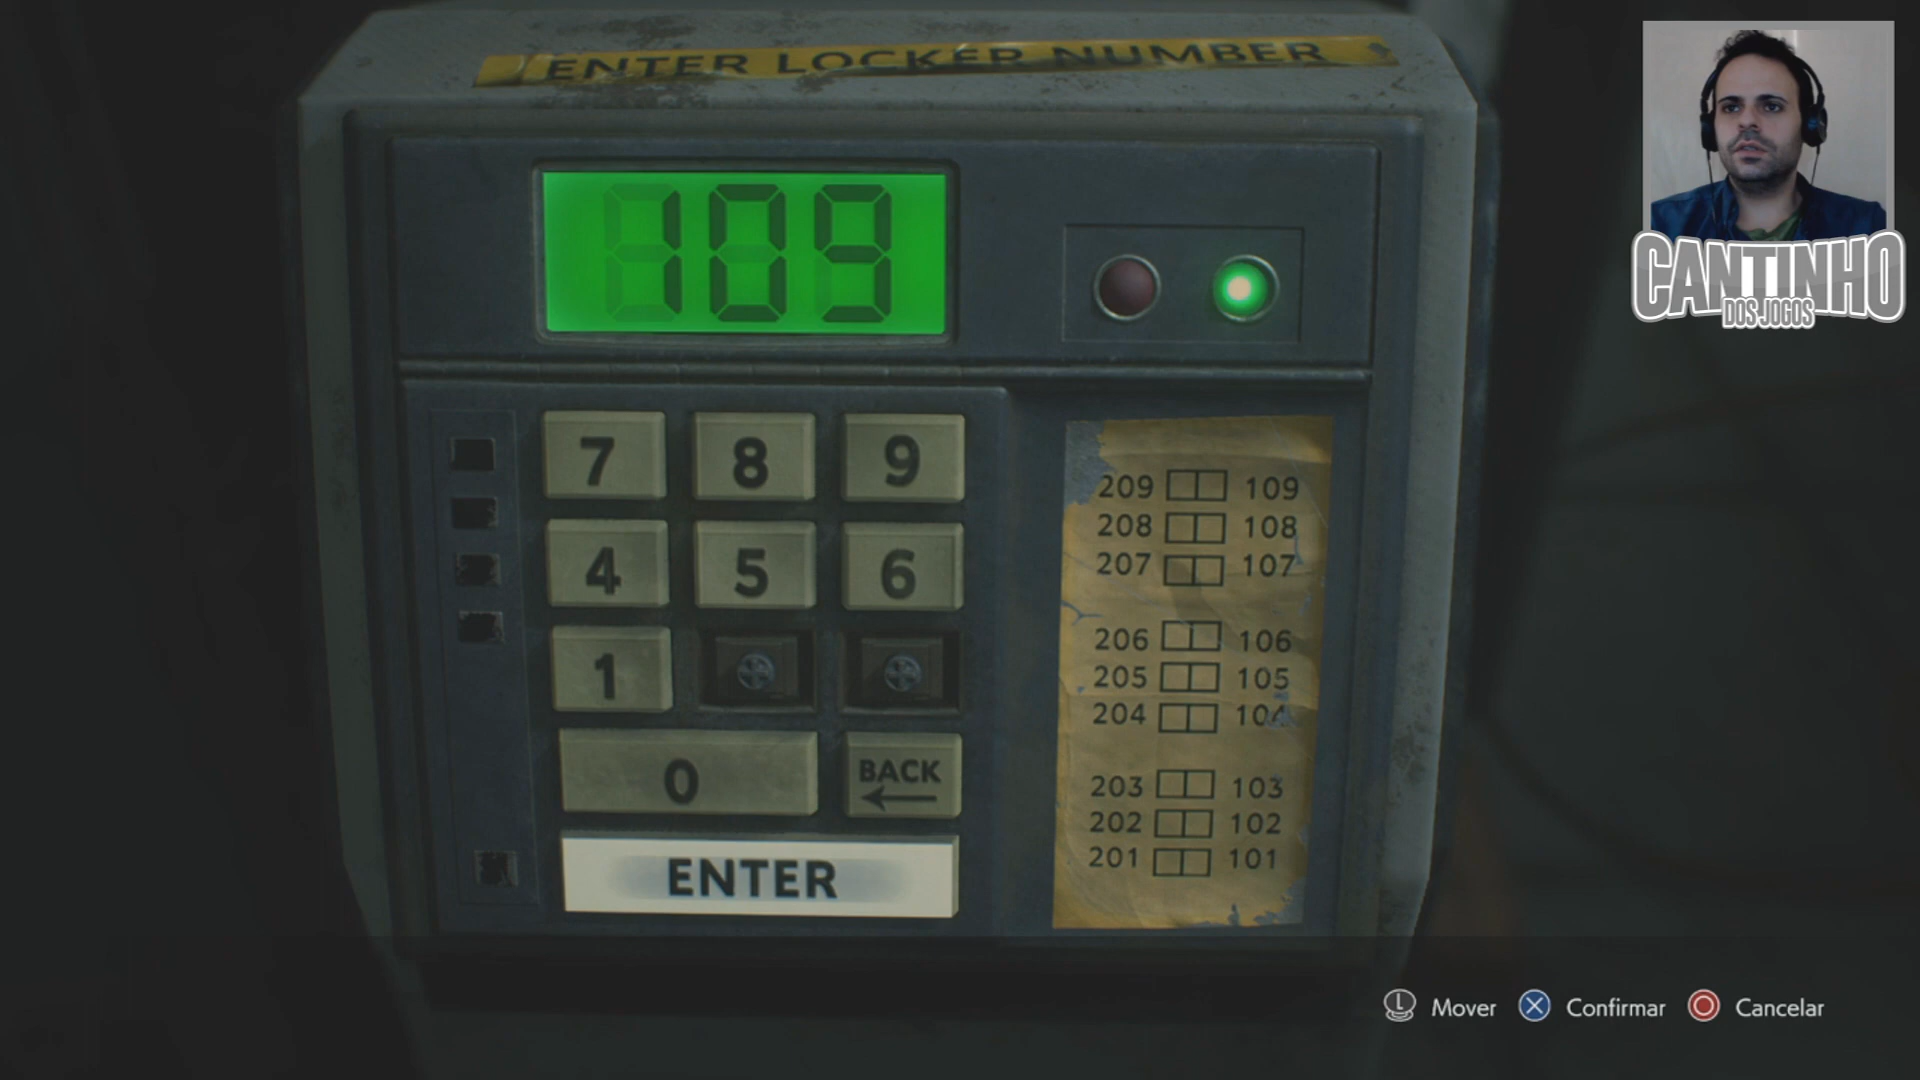 ENTER LOCKER NUMBER
109
7 8 9
4 5 6
1
0 BACK
ENTER
209 109
208 108
207 107
206 106
205 105
204 104
203 103
202 102
201 101
CANTINHO
DOS JOGOS
L Mover Confirmar Cancelar